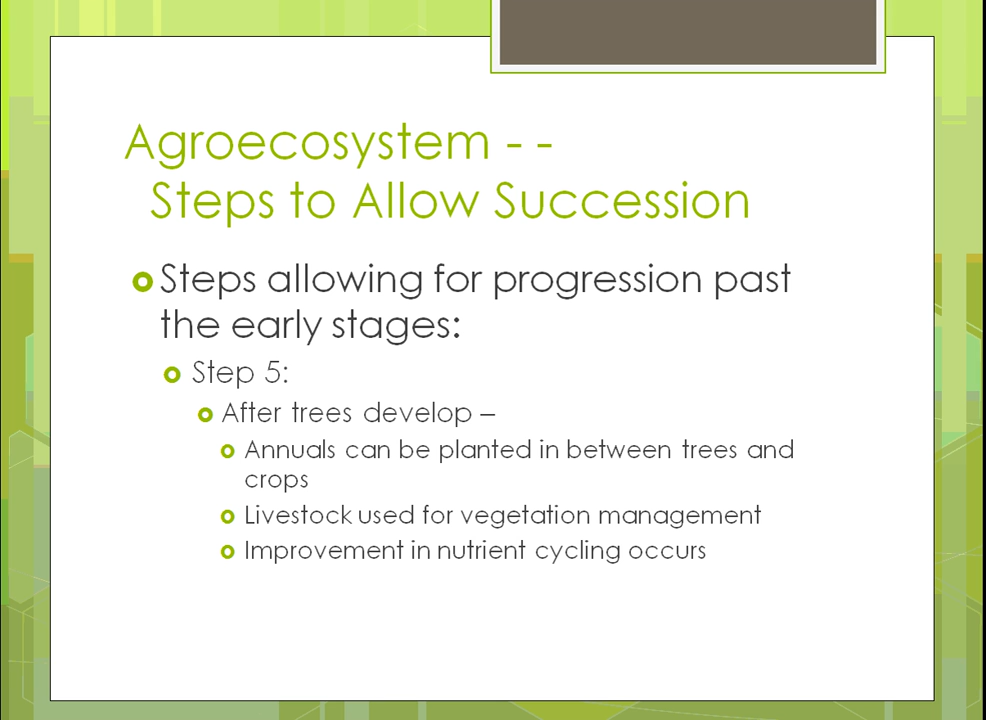 Agroecosystem - -
Steps to Allow Succession
Steps allowing for progression past
the early stages:
Step 5:
After trees develop –
Annuals can be planted in between trees and
crops
Livestock used for vegetation management
Improvement in nutrient cycling occurs